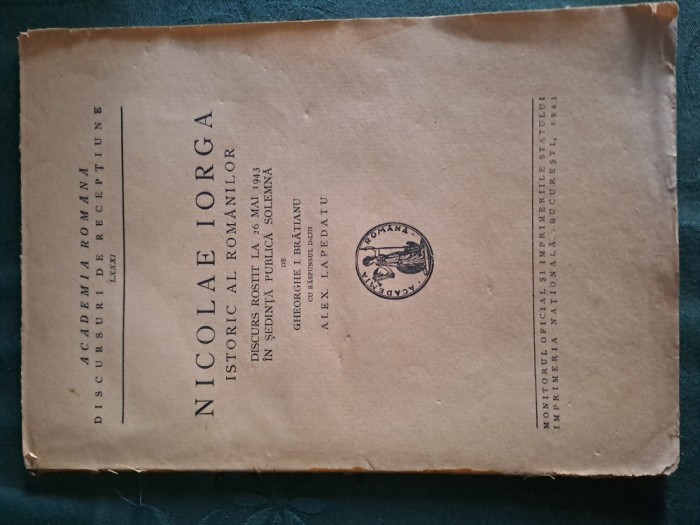 ACADEMIA ROMÂNĂ
DISCURSURI DE RECEPȚIUNE
LXXXI
NICOLAE IORGA
ISTORIC AL ROMÂNILOR
DISCURS ROSTIT LA 26 MAI 1943
ÎN ȘEDINȚĂ PUBLICĂ SOLEMNĂ
DE
GHEORGHE I. BRĂTIANU
CU RĂSPUNSUL D-LUI
ALEX. LAPEDATU
ACADEMIA ROMANA
MONITORUL OFICIAL ȘI IMPRIMERIILE STATULUI
IMPRIMERIA NAȚIONALĂ, BUCUREȘTI, 1943